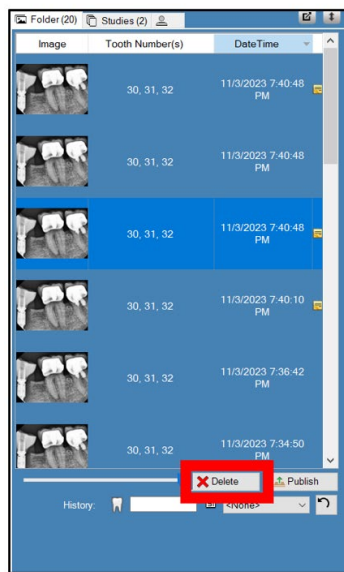 Folder (20) Studies (2)
Image Tooth Number(s) DateTime
30, 31, 32 11/3/2023 7:40:48
PM
30, 31, 32 11/3/2023 7:40:48
PM
30, 31, 32 11/3/2023 7:40:48
PM
30, 31, 32 11/3/2023 7:40:10
PM
30, 31, 32 11/3/2023 7:36:42
PM
30, 31, 32 11/3/2023 7:34:50
PM
Delete Publish
History: <None>